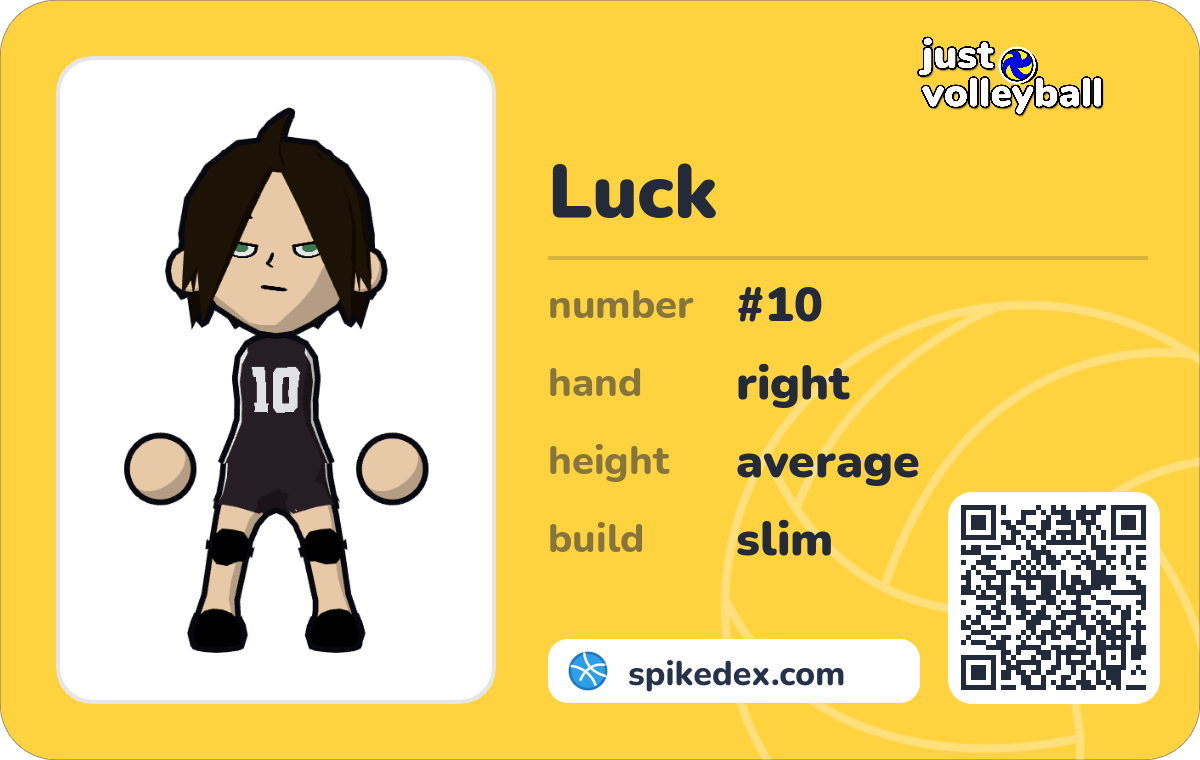 just
volleyball
Luck
number #10
hand right
height average
build slim
10
spikedex.com